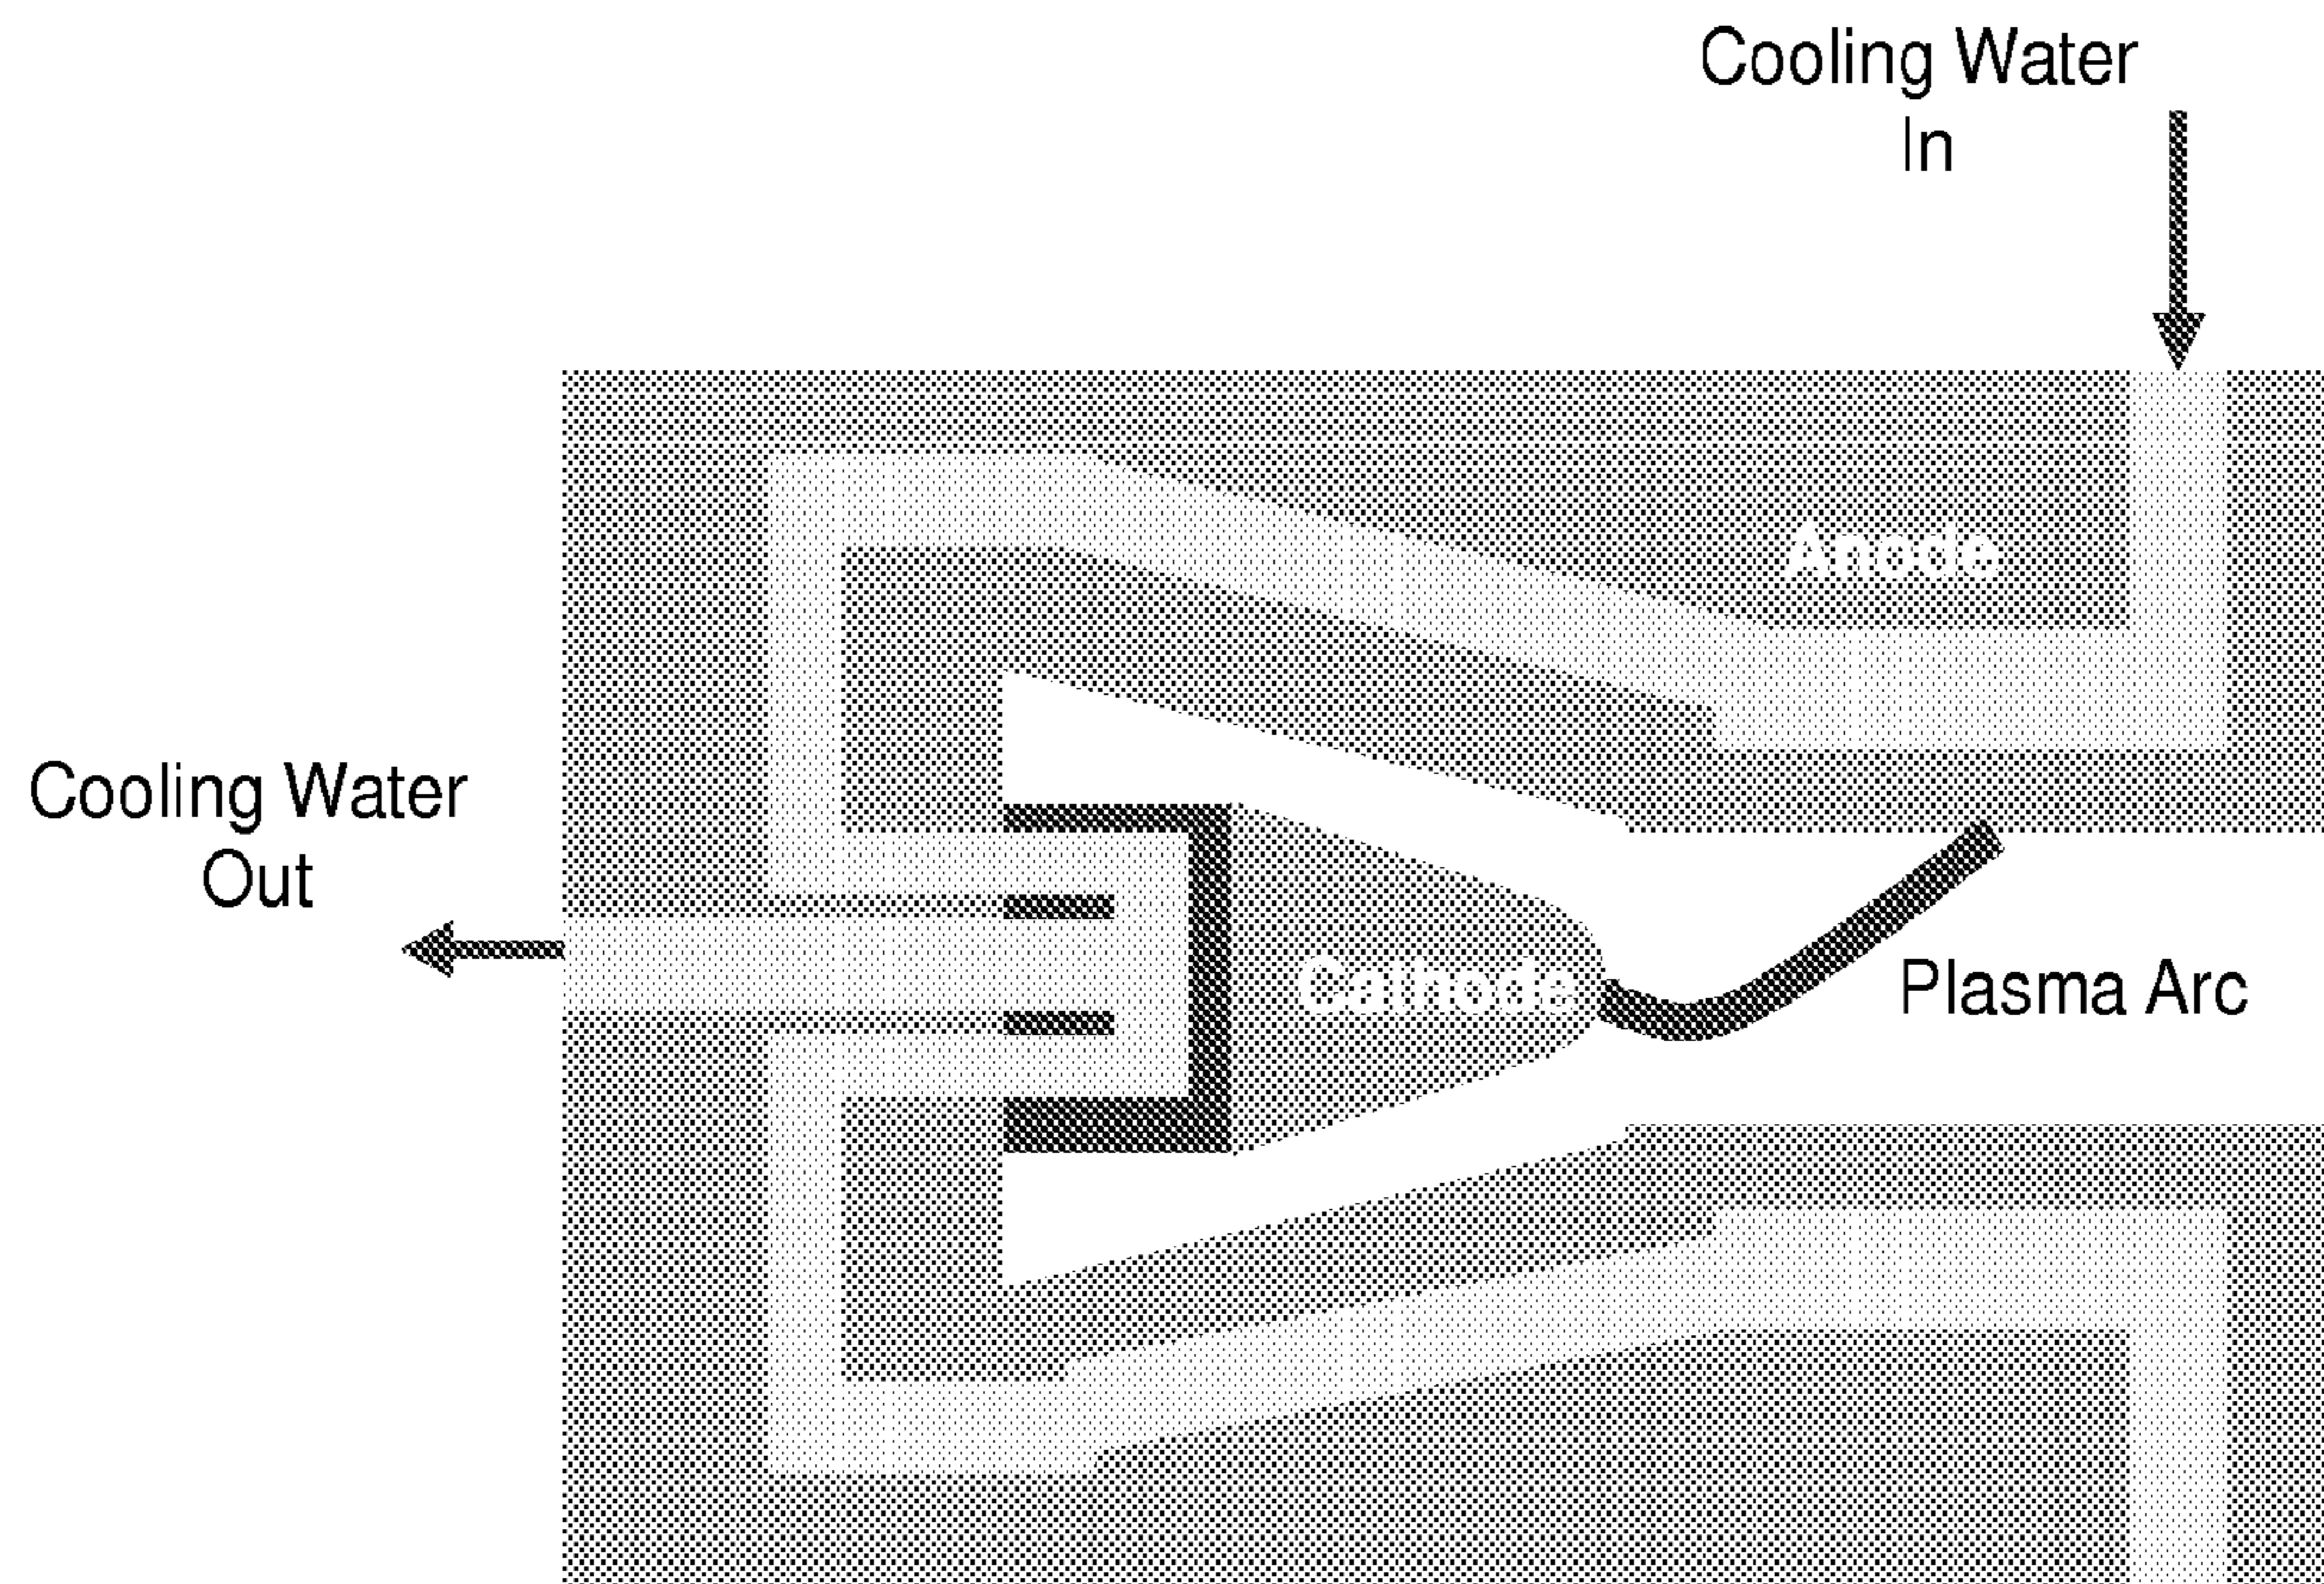 Cooling Water
In
Anode
Cooling Water
Out
Cathode
Plasma Arc